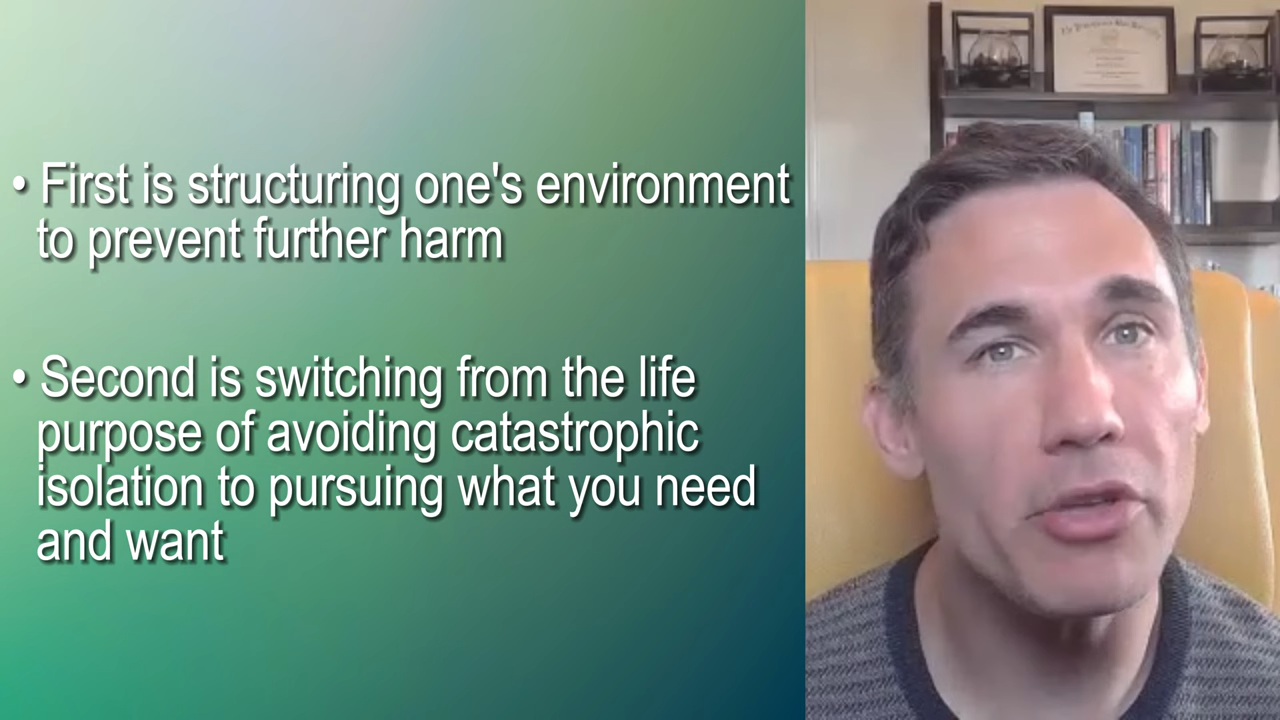 • First is structuring one's environment
to prevent further harm
• Second is switching from the life
purpose of avoiding catastrophic
isolation to pursuing what you need
and want